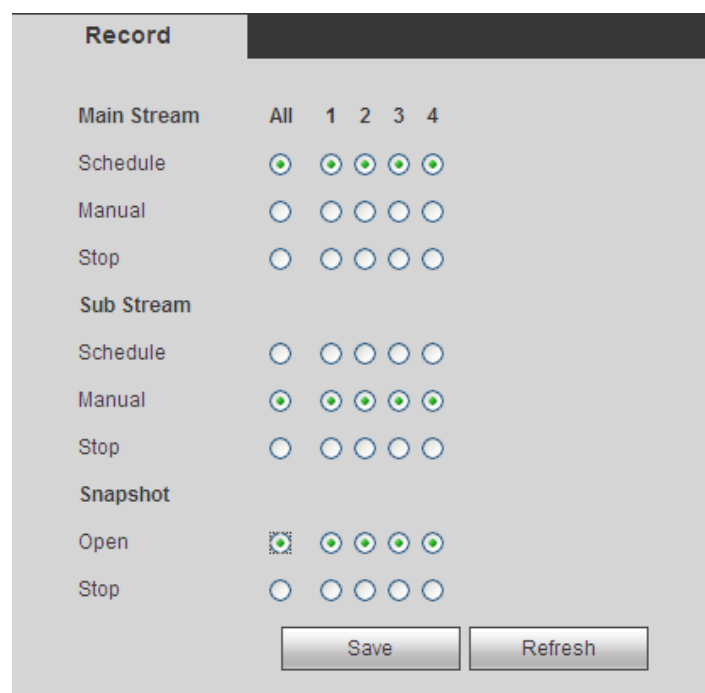 Record
Main Stream All 1 2 3 4
Schedule
Manual
Stop
Sub Stream
Schedule
Manual
Stop
Snapshot
Open
Stop
Save Refresh